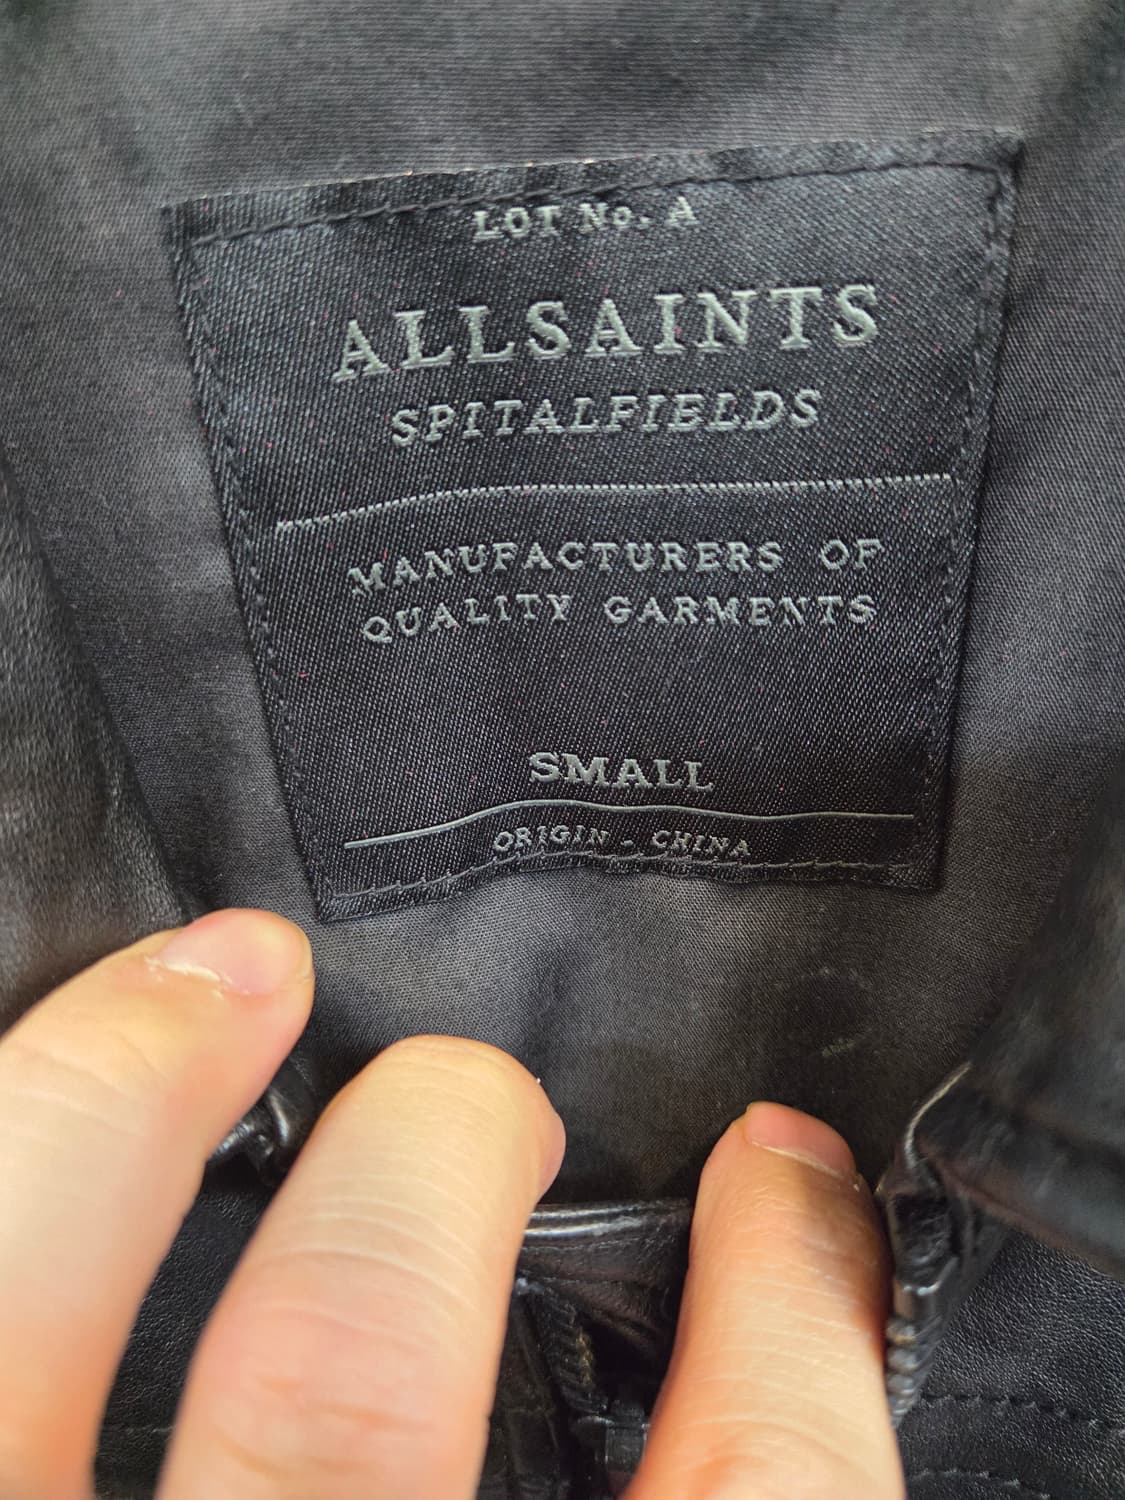 LOT No. A
ALLSAINTS
SPITALFIELDS
MANUFACTURERS OF
QUALITY GARMENTS
SMALL
ORIGIN - CHINA